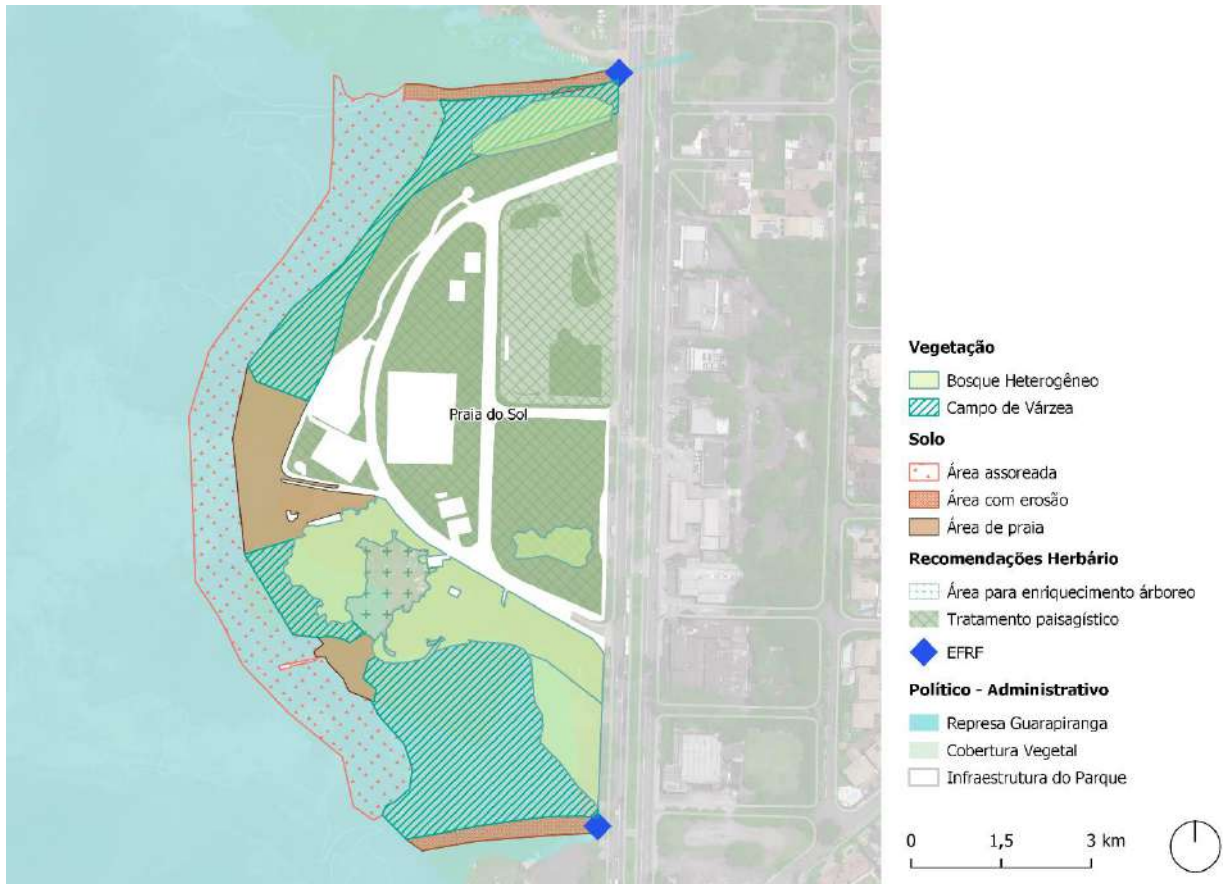 Praia do Sol
Vegetação
Bosque Heterogêneo
Campo de Várzea
Solo
Área assoreada
Área com erosão
Área de praia
Recomendações Herbário
Área para enriquecimento árboreo
Tratamento paisagístico
EFRF
Político - Administrativo
Represa Guarapiranga
Cobertura Vegetal
Infraestrutura do Parque
0 1,5 3 km